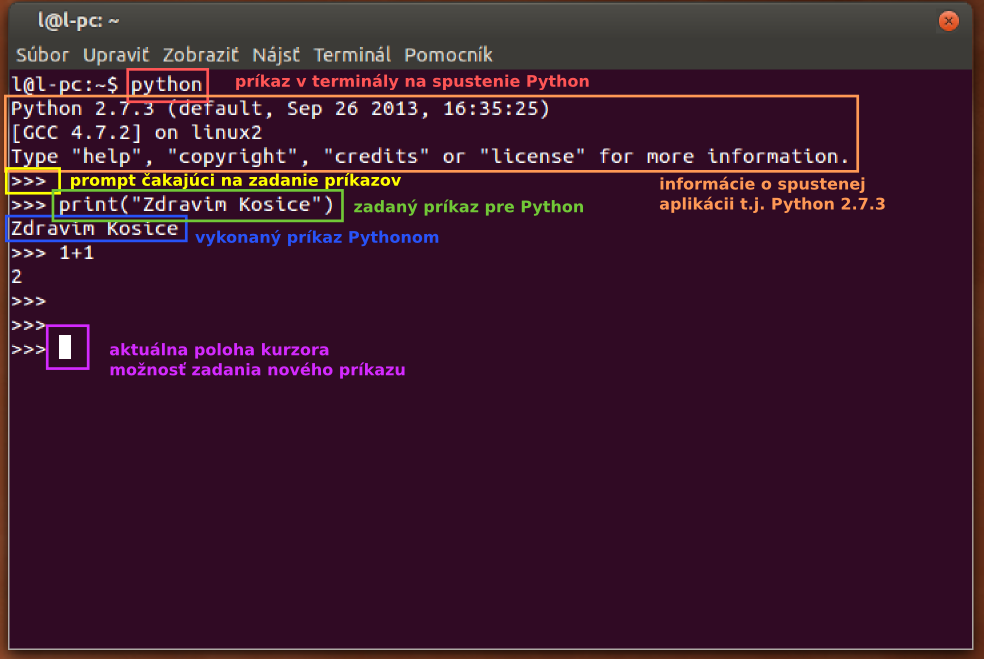 l@l-pc: ~
Súbor Upraviť Zobraziť Nájsť Terminál Pomocník
l@l-pc:~$ python príkaz v terminály na spustenie Python
Python 2.7.3 (default, Sep 26 2013, 16:35:25)
[GCC 4.7.2] on linux2
Type "help", "copyright", "credits" or "license" for more information.
>>> prompt čakajúci na zadanie príkazov
informácie o spustenej
aplikácii t.j. Python 2.7.3
>>> print("Zdravim Kosice") zadaný príkaz pre Python
Zdravim Kosice vykonaný príkaz Pythonom
>>> 1+1
2
>>>
>>>
>>>
aktuálna poloha kurzora
možnosť zadania nového príkazu